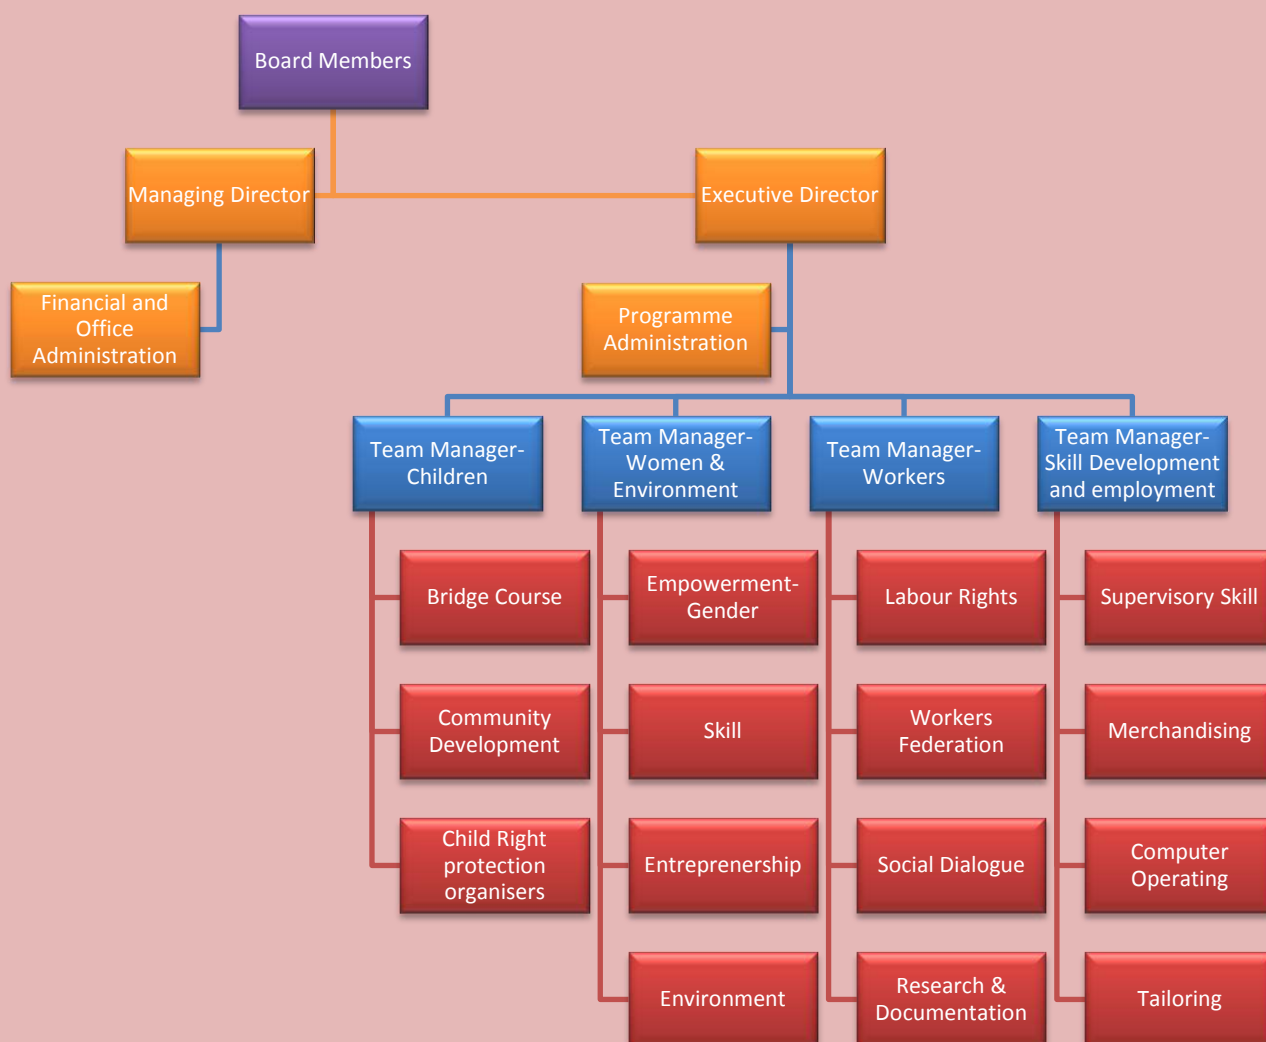 Board Members
Managing Director
Executive Director
Financial and
Office
Administration
Programme
Administration
Team Manager-
Children
Team Manager-
Women &
Environment
Team Manager-
Workers
Team Manager-
Skill Development
and employment
Bridge Course
Empowerment-
Gender
Labour Rights
Supervisory Skill
Community
Development
Skill
Workers
Federation
Merchandising
Child Right
protection
organisers
Entreprenership
Social Dialogue
Computer
Operating
Environment
Research &
Documentation
Tailoring